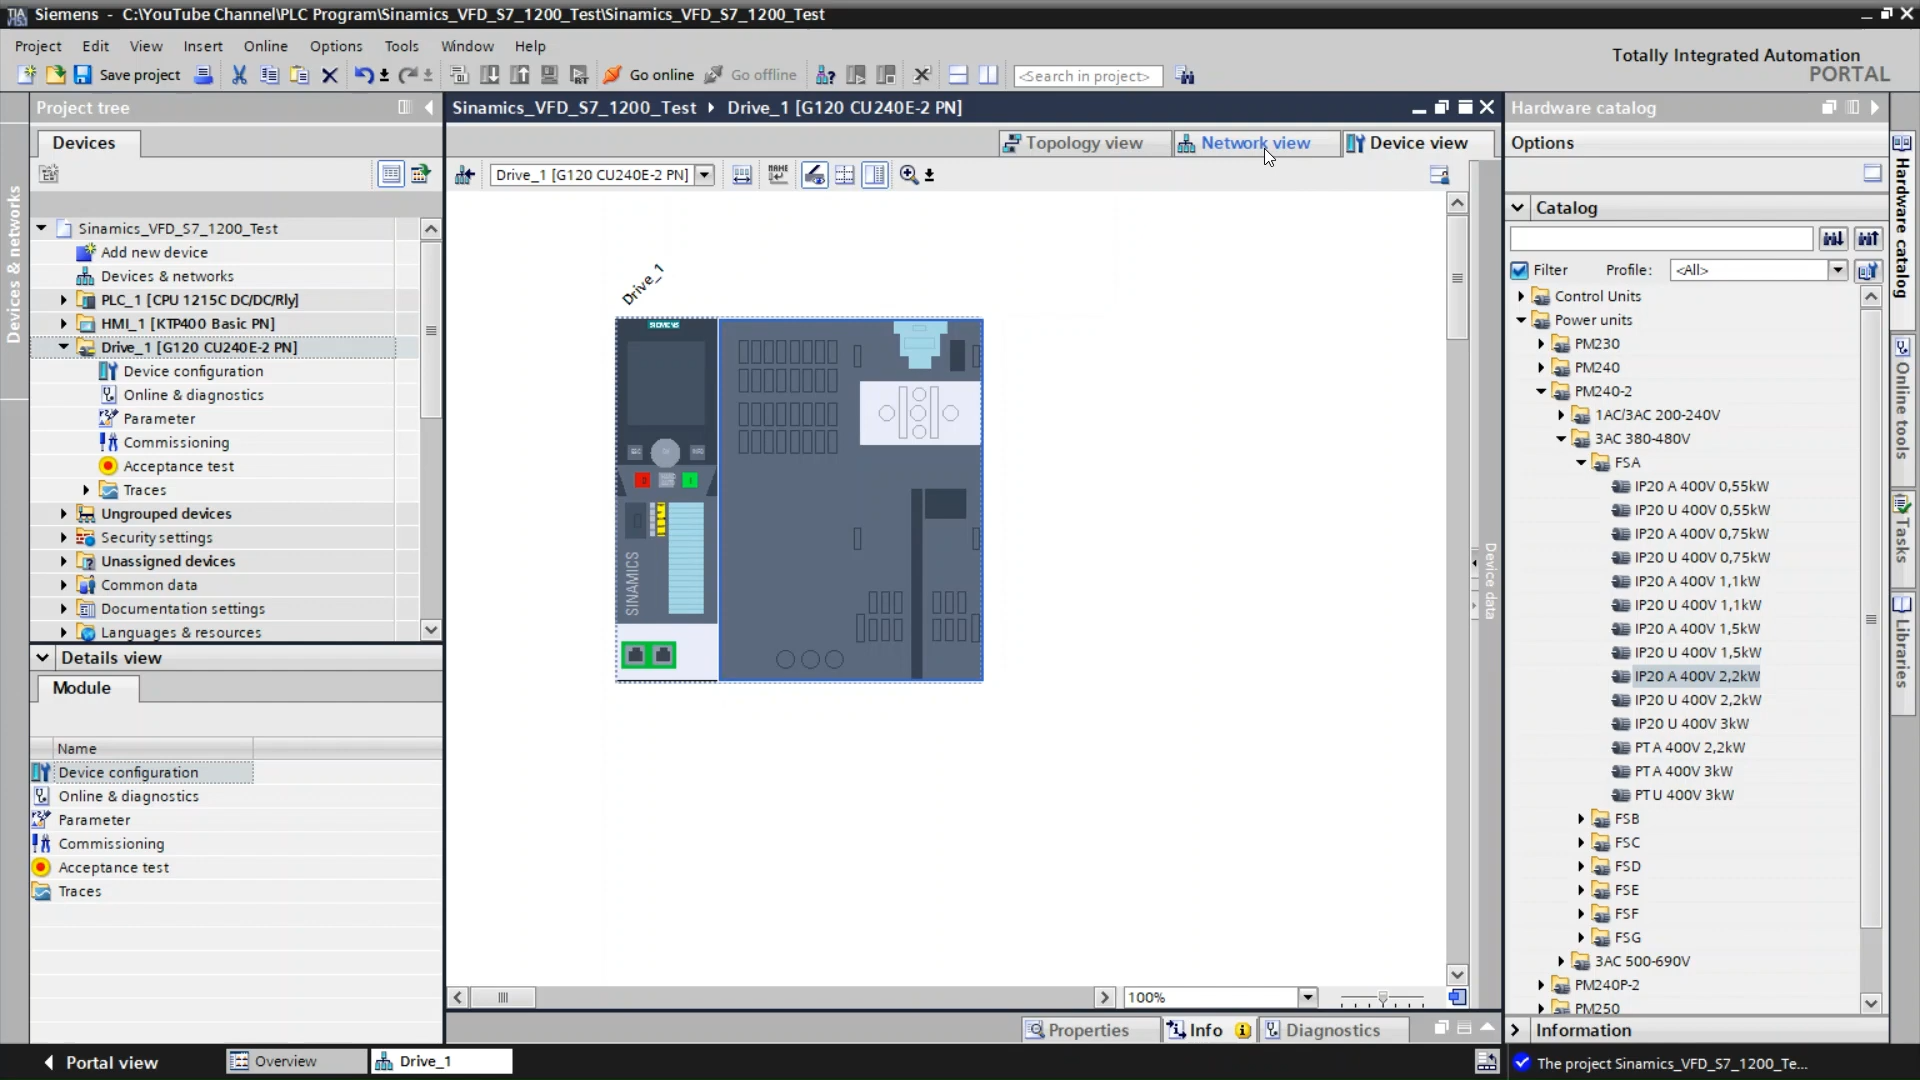 Siemens - C:\YouTube Channel\PLC Program\Sinamics_VFD_S7_1200_Test\Sinamics_VFD_S7_1200_Test
Project Edit View Insert Online Options Tools Window Help
Totally Integrated Automation
PORTAL
Save project Go online Go offline <Search in project>
Project tree
Sinamics_VFD_S7_1200_Test ▸ Drive_1 [G120 CU240E-2 PN]
Hardware catalog
Devices
Topology view Network view Device view
Options
Drive_1 [G120 CU240E-2 PN]
Devices & networks
Sinamics_VFD_S7_1200_Test
Add new device
Devices & networks
PLC_1 [CPU 1215C DC/DC/Rly]
HMI_1 [KTP400 Basic PN]
Drive_1 [G120 CU240E-2 PN]
Device configuration
Online & diagnostics
Parameter
Commissioning
Acceptance test
Traces
Ungrouped devices
Security settings
Unassigned devices
Common data
Documentation settings
Languages & resources
Details view
Module
Name
Device configuration
Online & diagnostics
Parameter
Commissioning
Acceptance test
Traces
Drive_1
SIEMENS
SINAMICS
Device data
100%
Properties Info Diagnostics
Catalog
Filter Profile: <All>
Control Units
Power units
PM230
PM240
PM240-2
1AC/3AC 200-240V
3AC 380-480V
FSA
IP20 A 400V 0,55kW
IP20 U 400V 0,55kW
IP20 A 400V 0,75kW
IP20 U 400V 0,75kW
IP20 A 400V 1,1kW
IP20 U 400V 1,1kW
IP20 A 400V 1,5kW
IP20 U 400V 1,5kW
IP20 A 400V 2,2kW
IP20 U 400V 2,2kW
IP20 U 400V 3kW
PT A 400V 2,2kW
PT A 400V 3kW
PT U 400V 3kW
FSB
FSC
FSD
FSE
FSF
FSG
3AC 500-690V
PM240P-2
PM250
Information
Hardware catalog
Online tools
Tasks
Libraries
Portal view Overview Drive_1
The project Sinamics_VFD_S7_1200_Te...